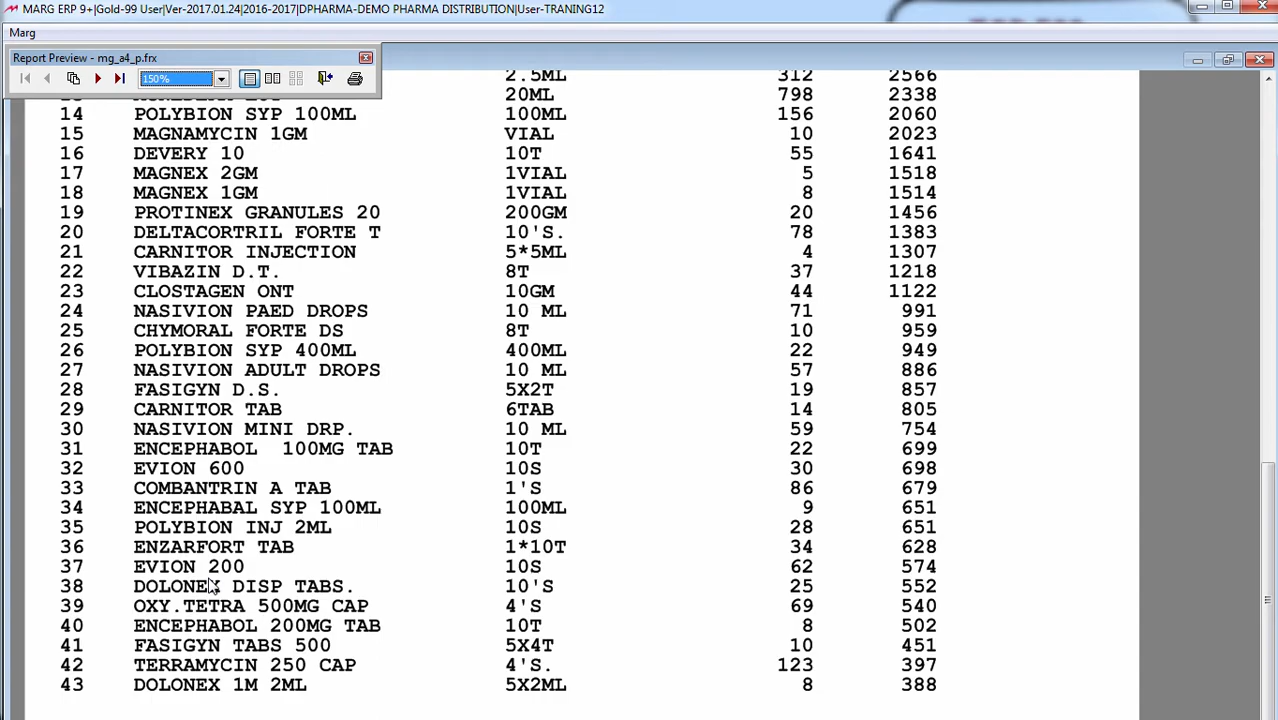 MARG ERP 9+|Gold-99 User|Ver-2017.01.24|2016-2017|DPHARMA-DEMO PHARMA DISTRIBUTION|User-TRANING12
Marg
Report Preview - mg_a4_p.frx
150%
2.5ML 312 2566
20ML 798 2338
14 POLYBION SYP 100ML 100ML 156 2060
15 MAGNAMYCIN 1GM VIAL 10 2023
16 DEVERY 10 10T 55 1641
17 MAGNEX 2GM 1VIAL 5 1518
18 MAGNEX 1GM 1VIAL 8 1514
19 PROTINEX GRANULES 20 200GM 20 1456
20 DELTACORTRIL FORTE T 10'S. 78 1383
21 CARNITOR INJECTION 5*5ML 4 1307
22 VIBAZIN D.T. 8T 37 1218
23 CLOSTAGEN ONT 10GM 44 1122
24 NASIVION PAED DROPS 10 ML 71 991
25 CHYMORAL FORTE DS 8T 10 959
26 POLYBION SYP 400ML 400ML 22 949
27 NASIVION ADULT DROPS 10 ML 57 886
28 FASIGYN D.S. 5X2T 19 857
29 CARNITOR TAB 6TAB 14 805
30 NASIVION MINI DRP. 10 ML 59 754
31 ENCEPHABOL 100MG TAB 10T 22 699
32 EVION 600 10S 30 698
33 COMBANTRIN A TAB 1'S 86 679
34 ENCEPHABAL SYP 100ML 100ML 9 651
35 POLYBION INJ 2ML 10S 28 651
36 ENZARFORT TAB 1*10T 34 628
37 EVION 200 10S 62 574
38 DOLONEX DISP TABS. 10'S 25 552
39 OXY.TETRA 500MG CAP 4'S 69 540
40 ENCEPHABOL 200MG TAB 10T 8 502
41 FASIGYN TABS 500 5X4T 10 451
42 TERRAMYCIN 250 CAP 4'S. 123 397
43 DOLONEX 1M 2ML 5X2ML 8 388